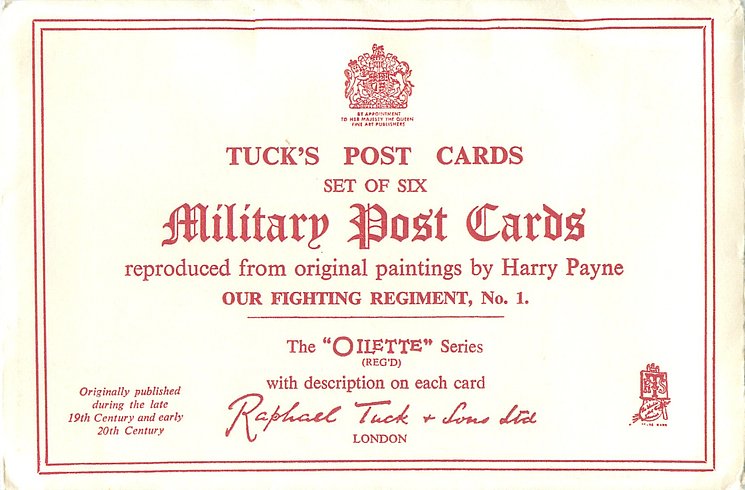 BY APPOINTMENT
TO HER MAJESTY THE QUEEN
FINE ART PUBLISHERS
TUCK'S POST CARDS
SET OF SIX
Military Post Cards
reproduced from original paintings by Harry Payne
OUR FIGHTING REGIMENT, No. 1.
The "OILETTE" Series
(REG'D)
with description on each card
Originally published
during the late
19th Century and early
20th Century
Raphael Tuck & Sons Ltd
LONDON